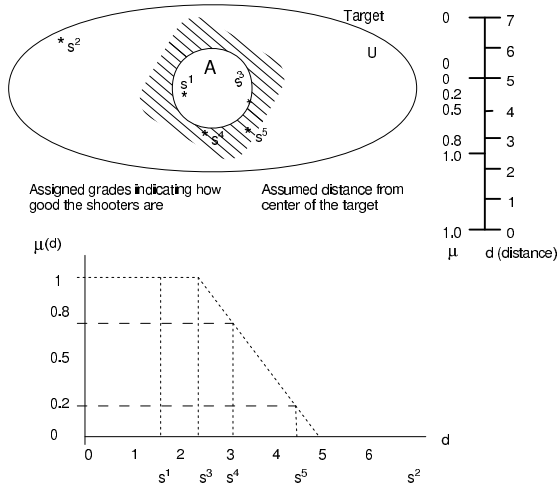 Target
U
* s²
A
s¹
*
s³
*
* s⁴
* s⁵
Assigned grades indicating how
good the shooters are
Assumed distance from
center of the target
0 7
6
0
0 5
0.2
0.5 4
0.8 3
1.0
2
1
1.0 0
μ d (distance)
μ(d)
1
0.8
0.5
0.2
0
0 1 2 3 4 5 6 d
s¹ s³ s⁴ s⁵ s²